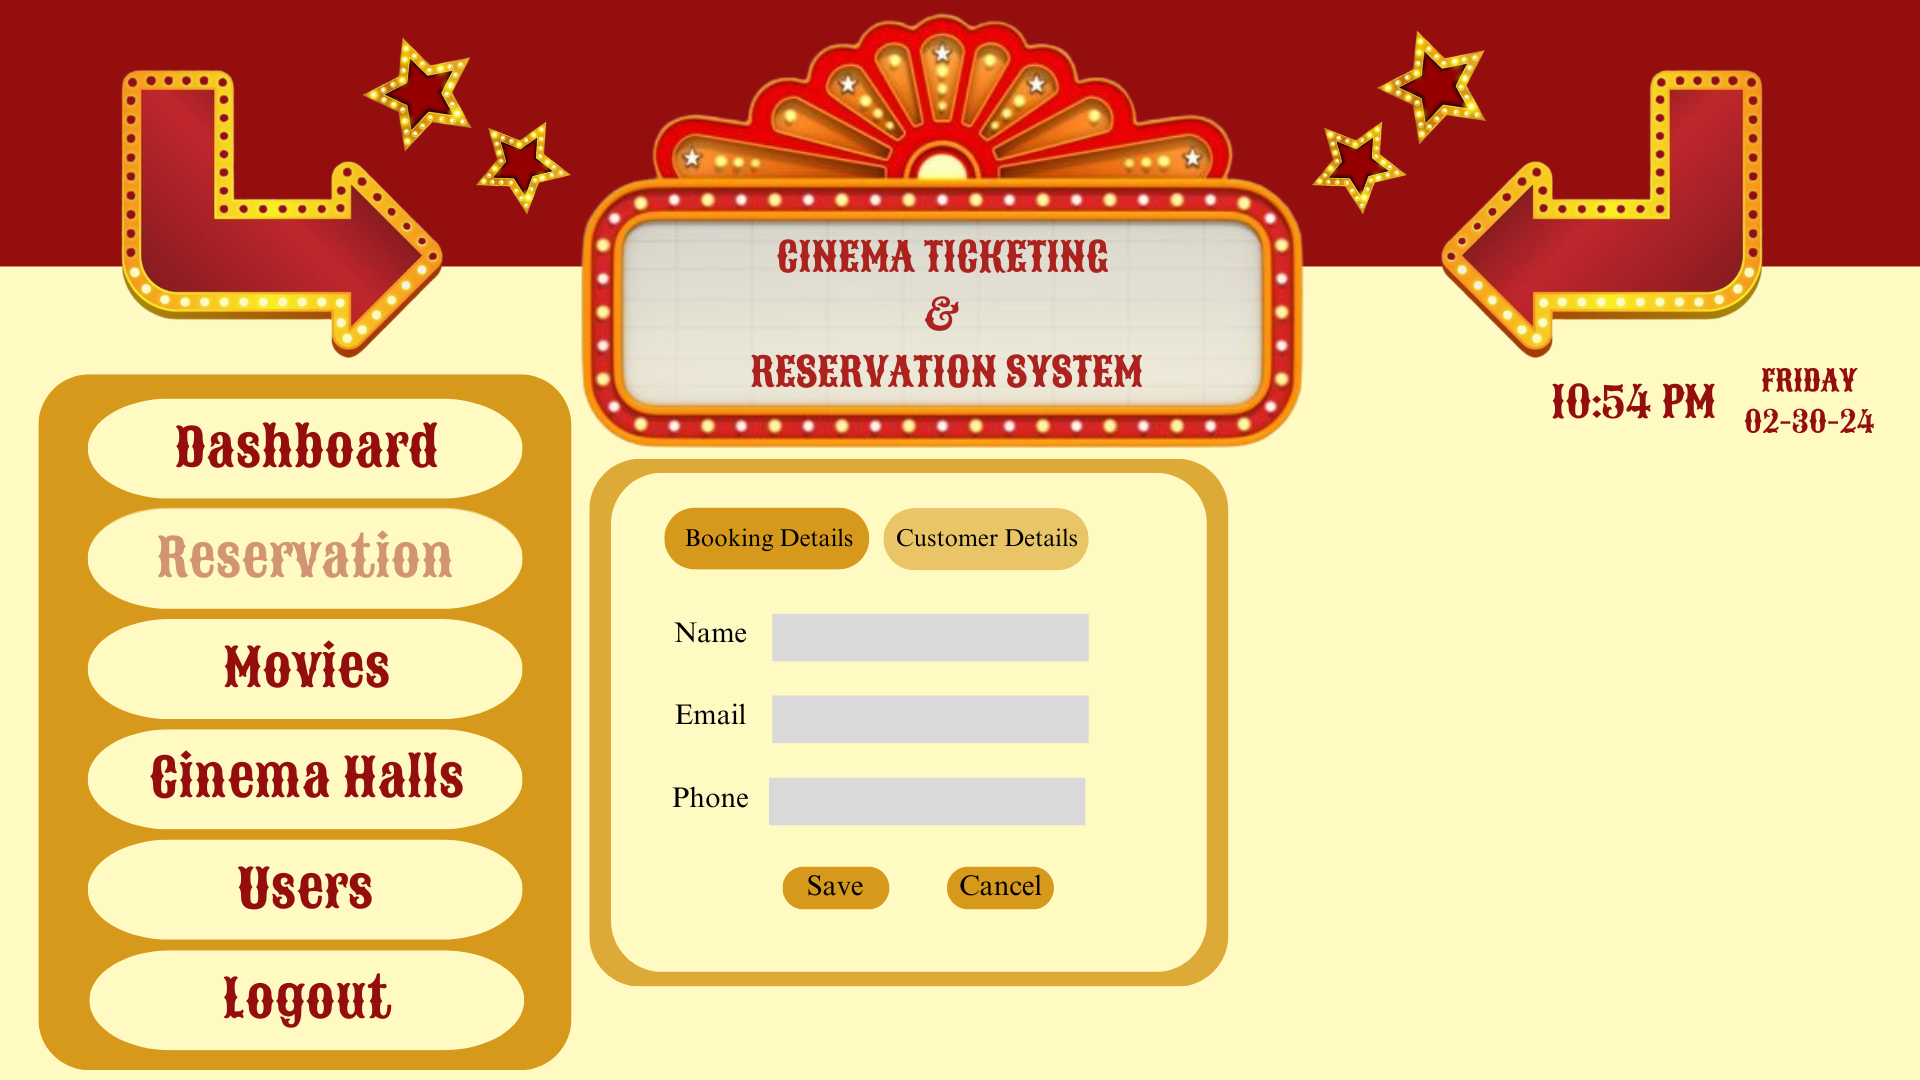 CINEMA TICKETING
&
RESERVATION SYSTEM
10:54 PM
FRIDAY
02-30-24
Dashboard
Reservation
Movies
Cinema Halls
Users
Logout
Booking Details
Customer Details
Name
Email
Phone
Save
Cancel